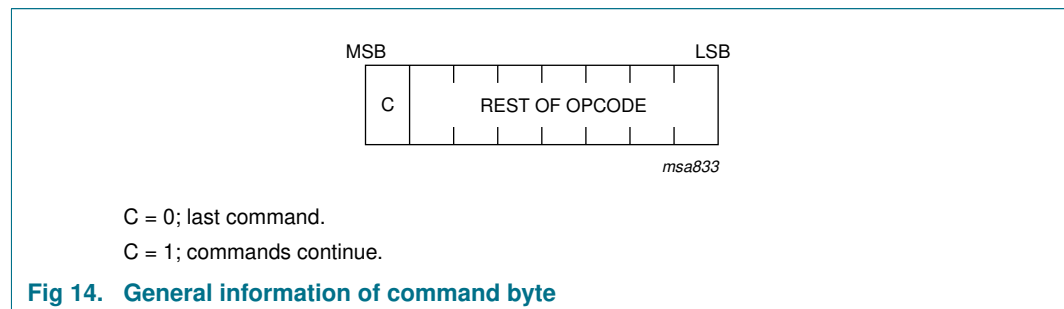 MSB LSB
C REST OF OPCODE
msa833
C = 0; last command.
C = 1; commands continue.
Fig 14. General information of command byte